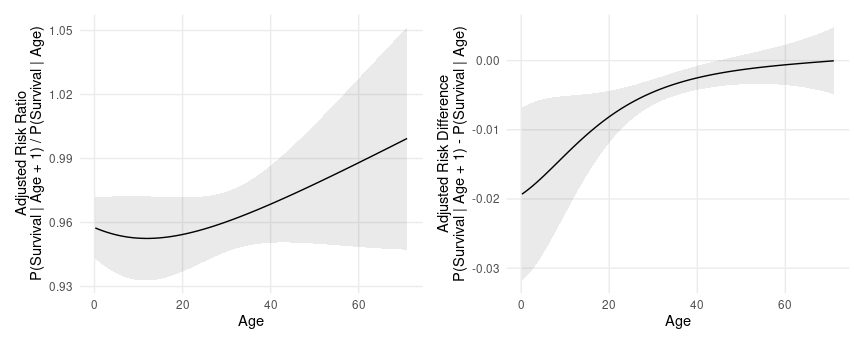 Adjusted Risk Ratio
P(Survival | Age + 1) / P(Survival | Age)
1.05
1.02
0.99
0.96
0.93
0
20
40
60
Age
Adjusted Risk Difference
P(Survival | Age + 1) - P(Survival | Age)
0.00
-0.01
-0.02
-0.03
0
20
40
60
Age